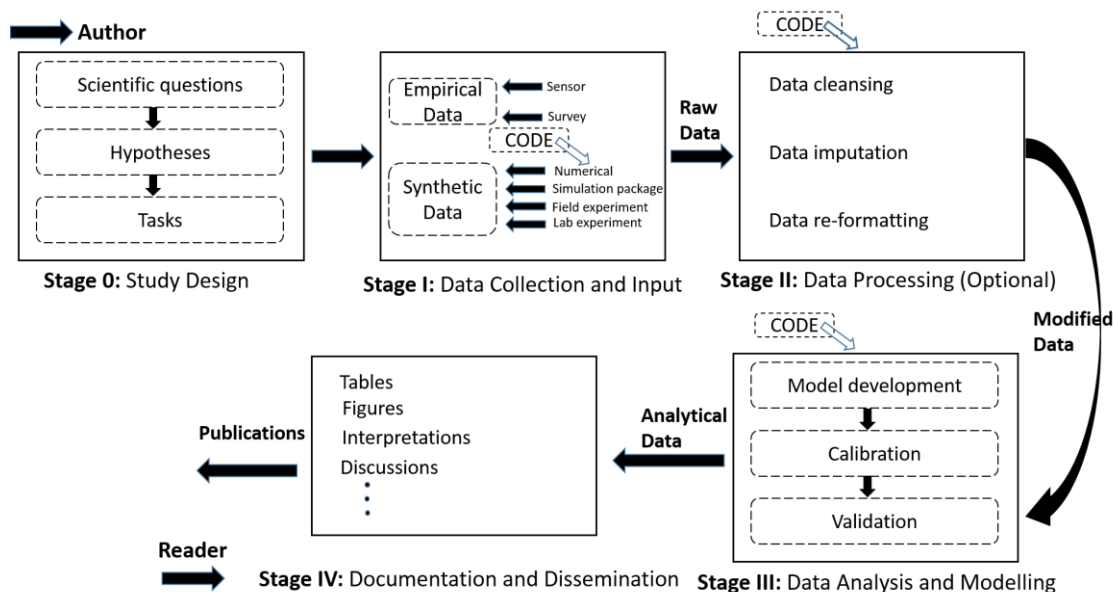 Author
Scientific questions
Hypotheses
Tasks
Stage 0: Study Design
Empirical
Data
Sensor
Survey
CODE
Synthetic
Data
Numerical
Simulation package
Field experiment
Lab experiment
Stage I: Data Collection and Input
Raw
Data
CODE
Data cleansing
Data imputation
Data re-formatting
Stage II: Data Processing (Optional)
Modified
Data
CODE
Model development
Calibration
Validation
Stage III: Data Analysis and Modelling
Analytical
Data
Tables
Figures
Interpretations
Discussions
Stage IV: Documentation and Dissemination
Publications
Reader